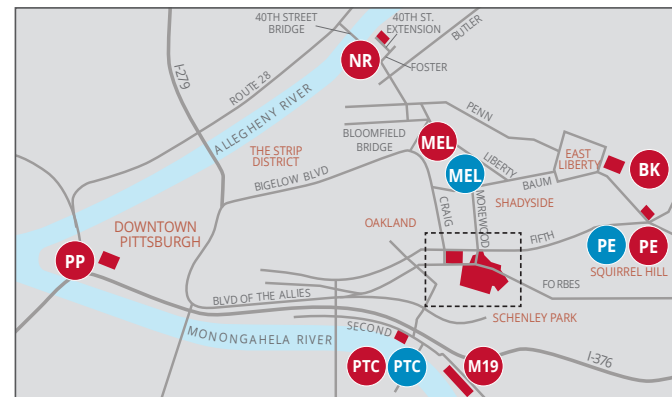 40TH STREET
BRIDGE
40TH ST.
EXTENSION
BUTLER
I-279
NR
FOSTER
ROUTE 28
ALLEGHENY RIVER
PENN
BLOOMFIELD
BRIDGE
MEL
THE STRIP
DISTRICT
LIBERTY
EAST
LIBERTY
BK
MEL
BIGELOW BLVD
BAUM
SHADYSIDE
CRAIG
MOREWOOD
OAKLAND
DOWNTOWN
PITTSBURGH
FIFTH
PE
PE
PP
SQUIRREL HILL
FORBES
BLVD OF THE ALLIES
SCHENLEY PARK
SECOND
MONONGAHELA RIVER
I-376
PTC
PTC
M19